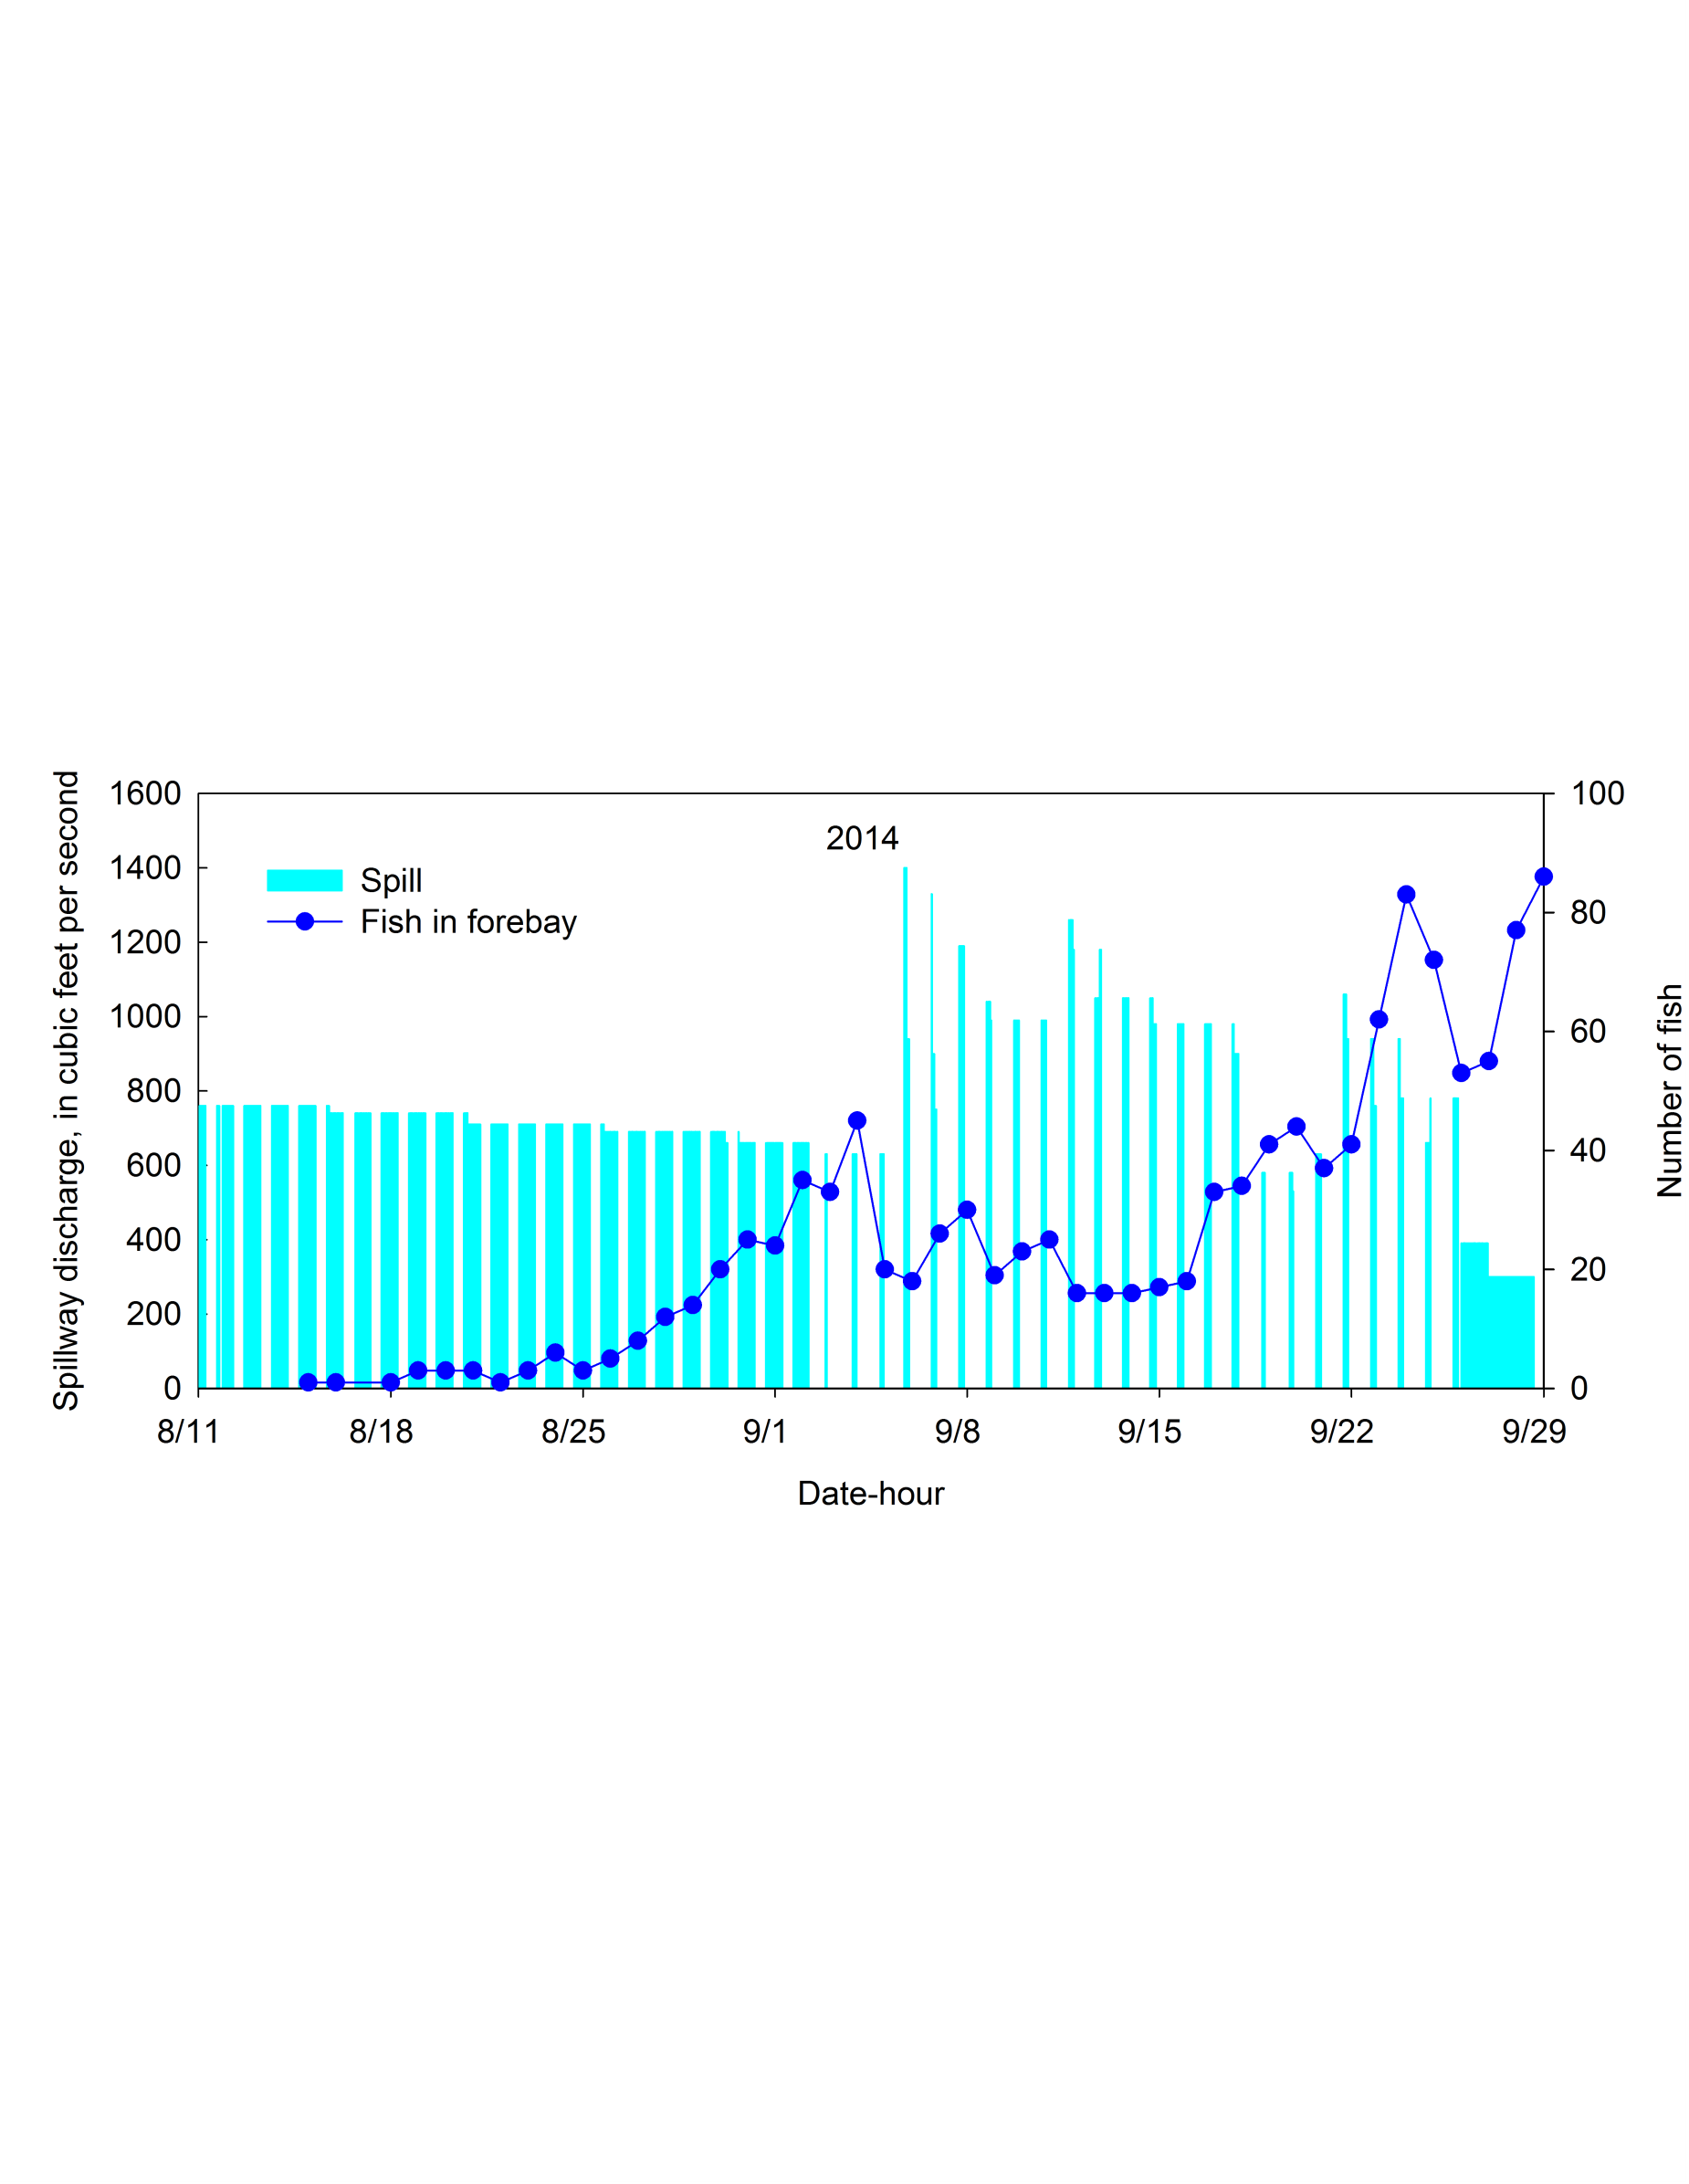 Spillway discharge, in cubic feet per second
1600
1400
1200
1000
800
600
400
200
0
2014
Spill
Fish in forebay
100
80
60
40
20
0
Number of fish
8/11 8/18 8/25 9/1 9/8 9/15 9/22 9/29
Date-hour